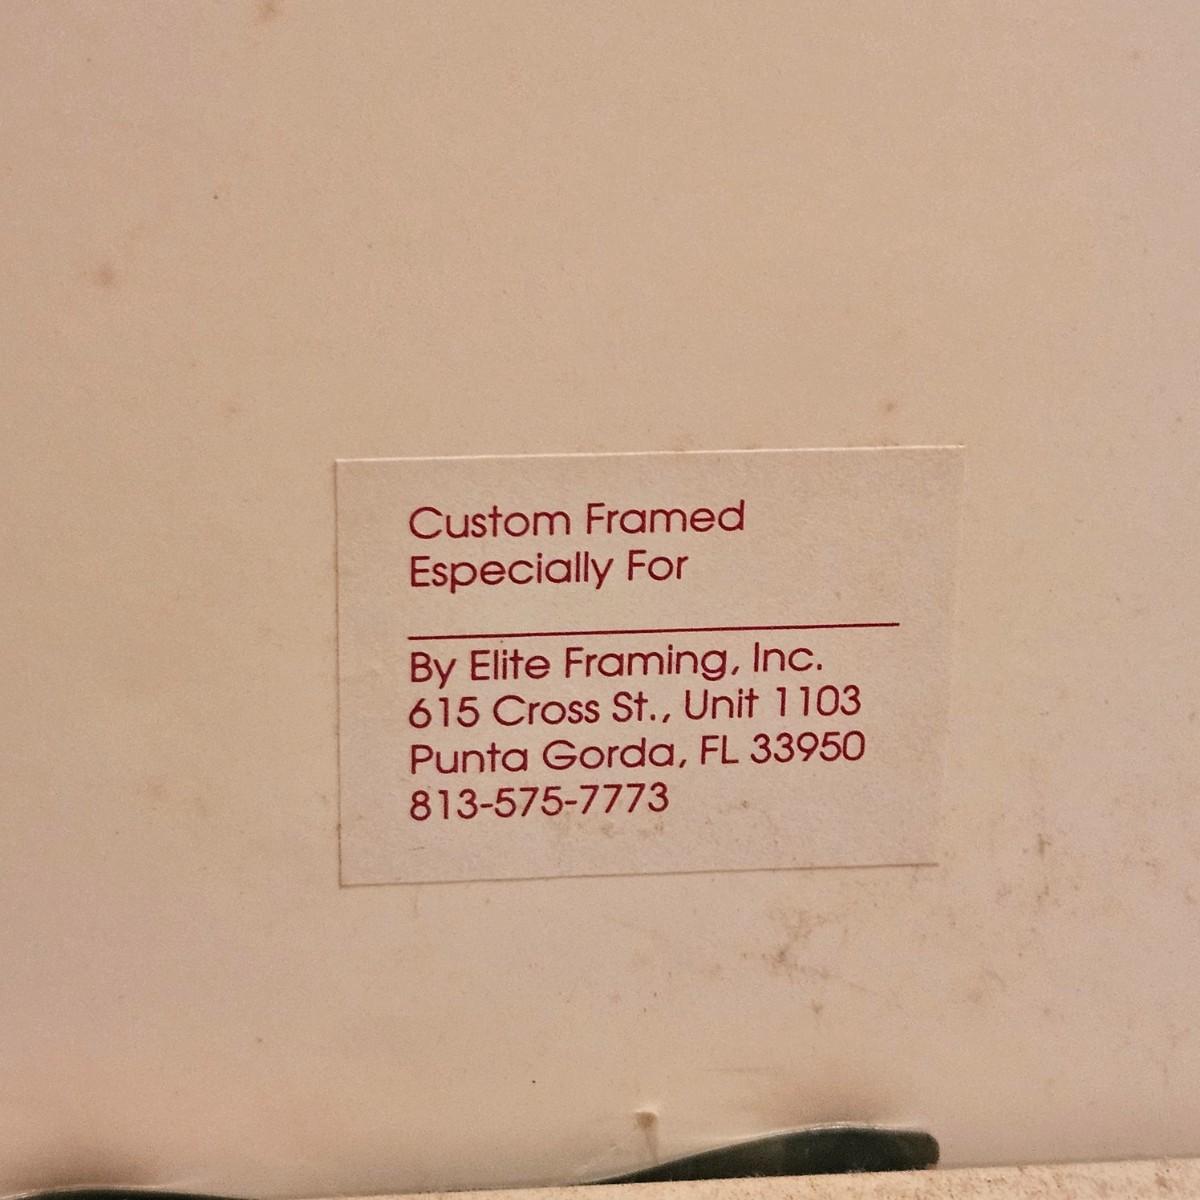 Custom Framed
Especially For
By Elite Framing, Inc.
615 Cross St., Unit 1103
Punta Gorda, FL 33950
813-575-7773